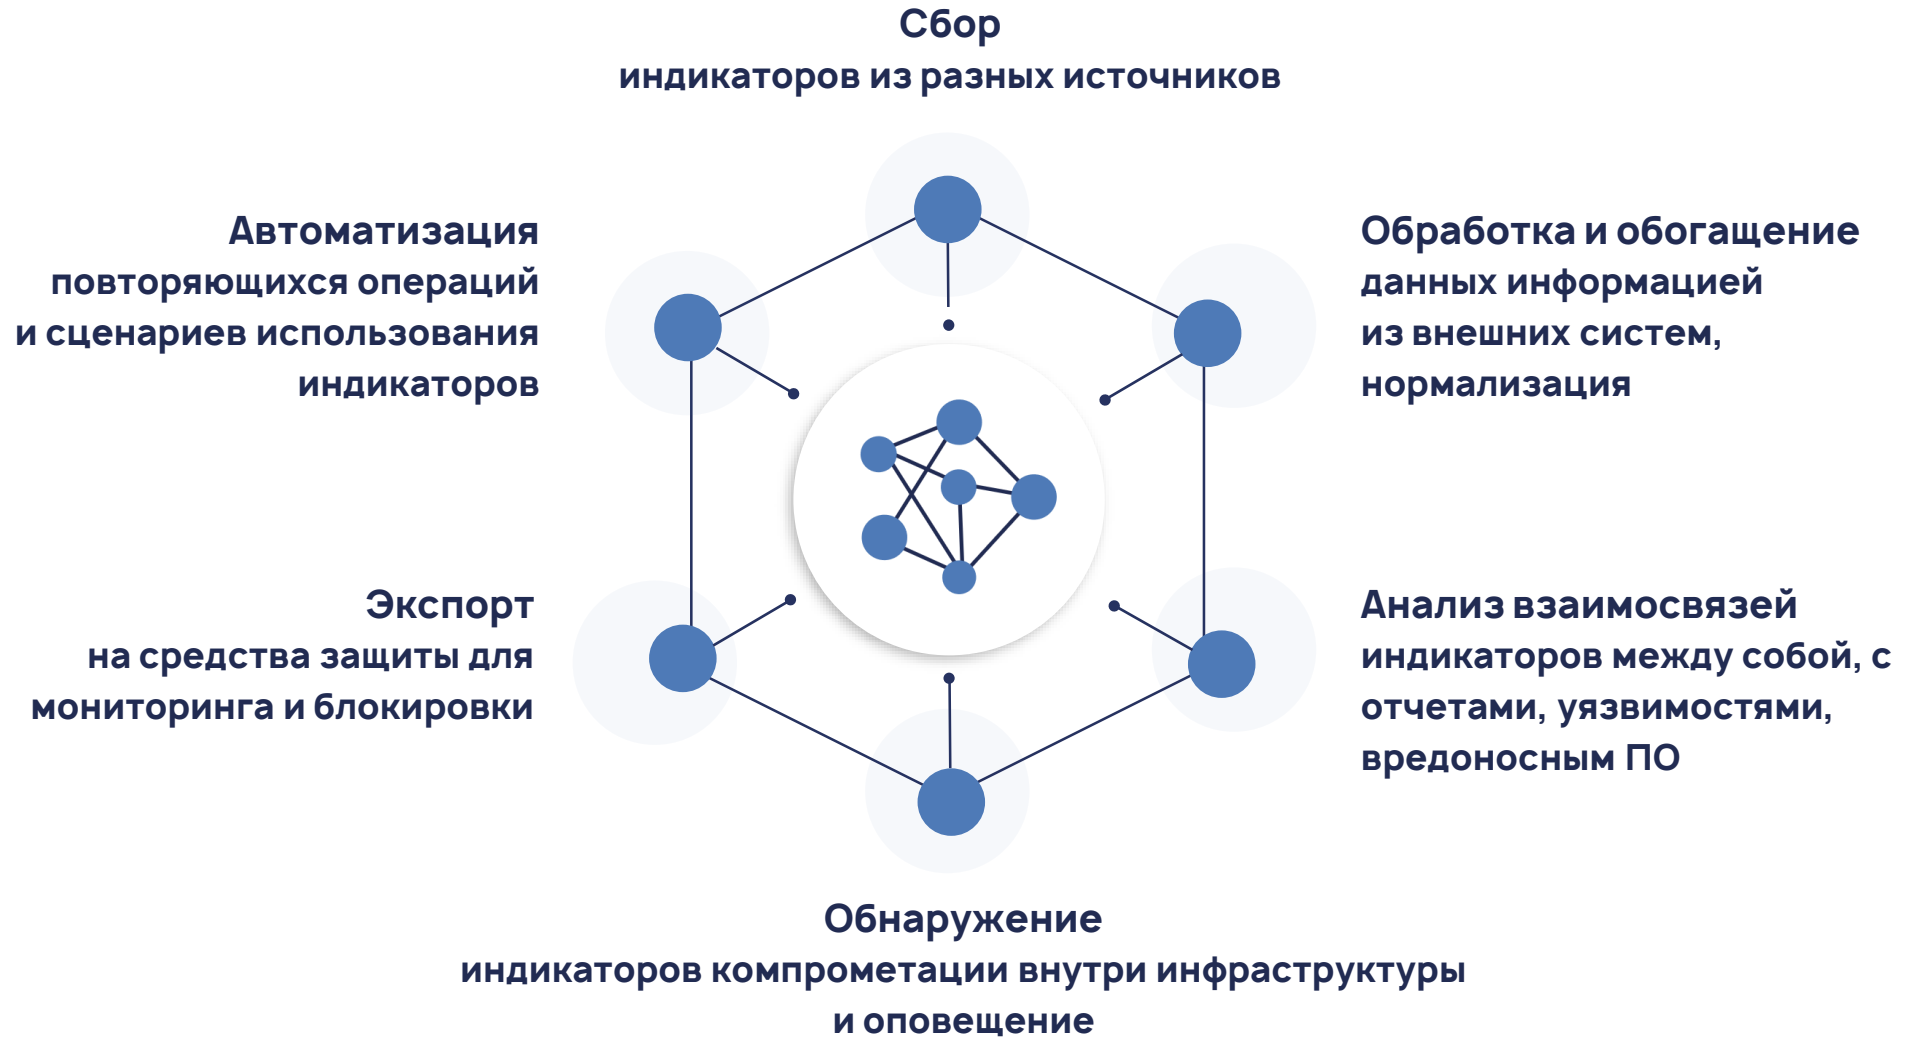 Сбор
индикаторов из разных источников
Автоматизация
повторяющихся операций
и сценариев использования
индикаторов
Обработка и обогащение
данных информацией
из внешних систем,
нормализация
Экспорт
на средства защиты для
мониторинга и блокировки
Анализ взаимосвязей
индикаторов между собой, с
отчетами, уязвимостями,
вредоносным ПО
Обнаружение
индикаторов компрометации внутри инфраструктуры
и оповещение